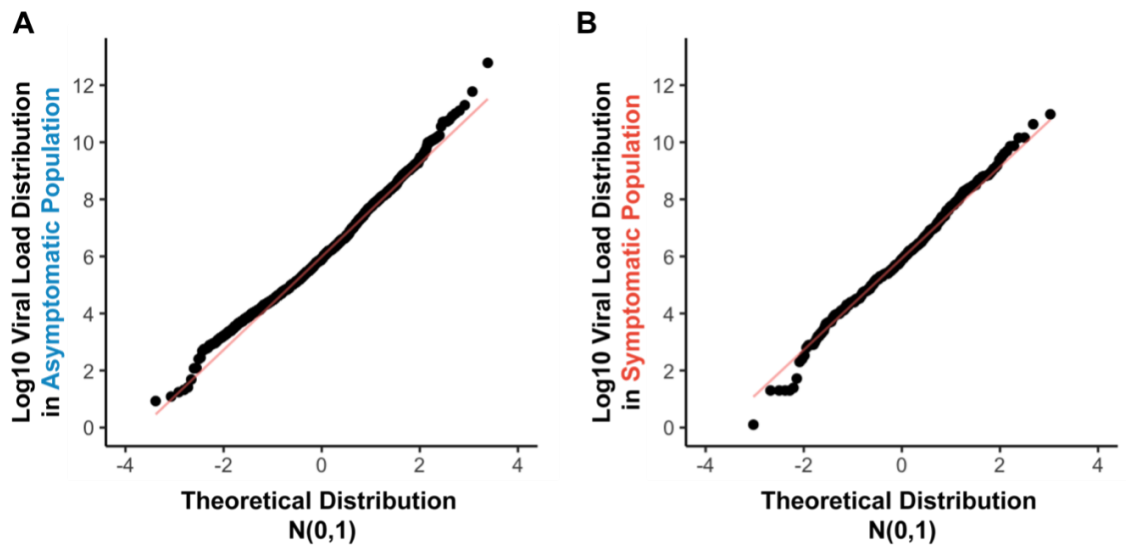 A
Log10 Viral Load Distribution
in Asymptomatic Population
12
10
8
6
4
2
0
-4 -2 0 2 4
Theoretical Distribution
N(0,1)
B
Log10 Viral Load Distribution
in Symptomatic Population
12
10
8
6
4
2
0
-4 -2 0 2 4
Theoretical Distribution
N(0,1)